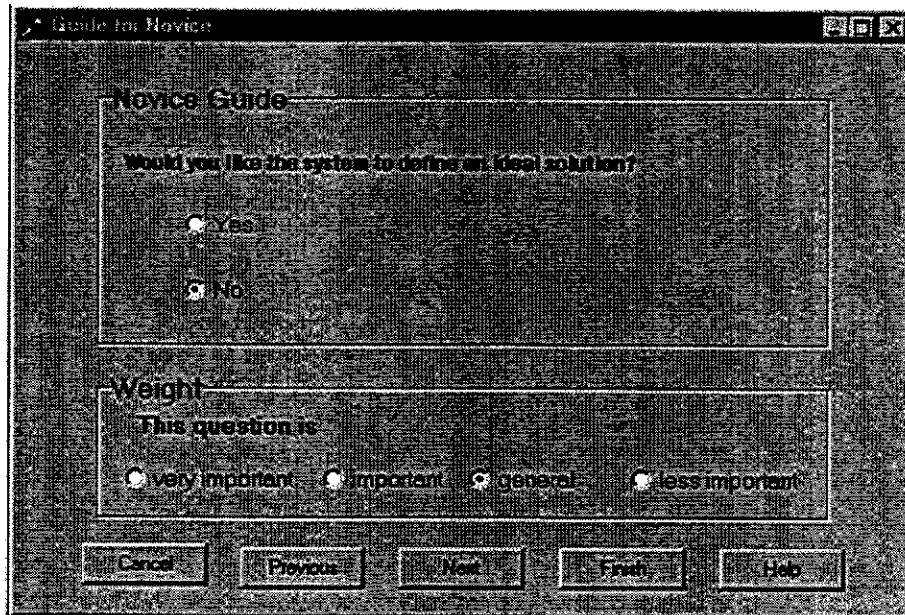 Guide for Novice
Novice Guide
Would you like the system to define an ideal solution?
Yes
No
Weight
This question is
very important important general less important
Cancel Previous Next Finish Help